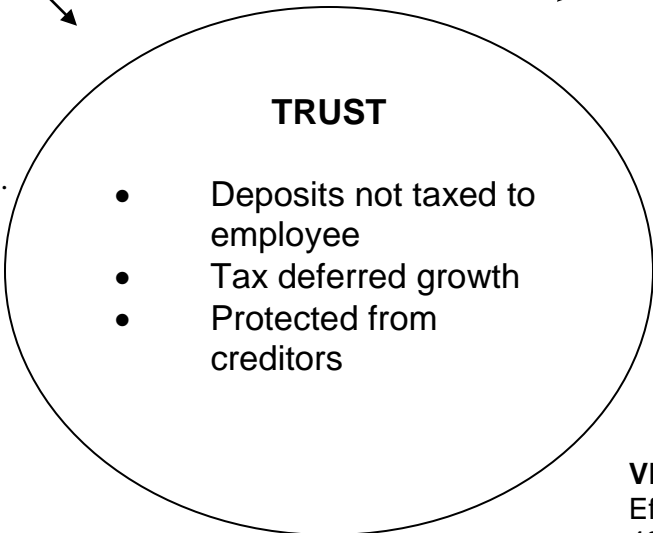 TRUST
• Deposits not taxed to
employee
• Tax deferred growth
• Protected from
creditors